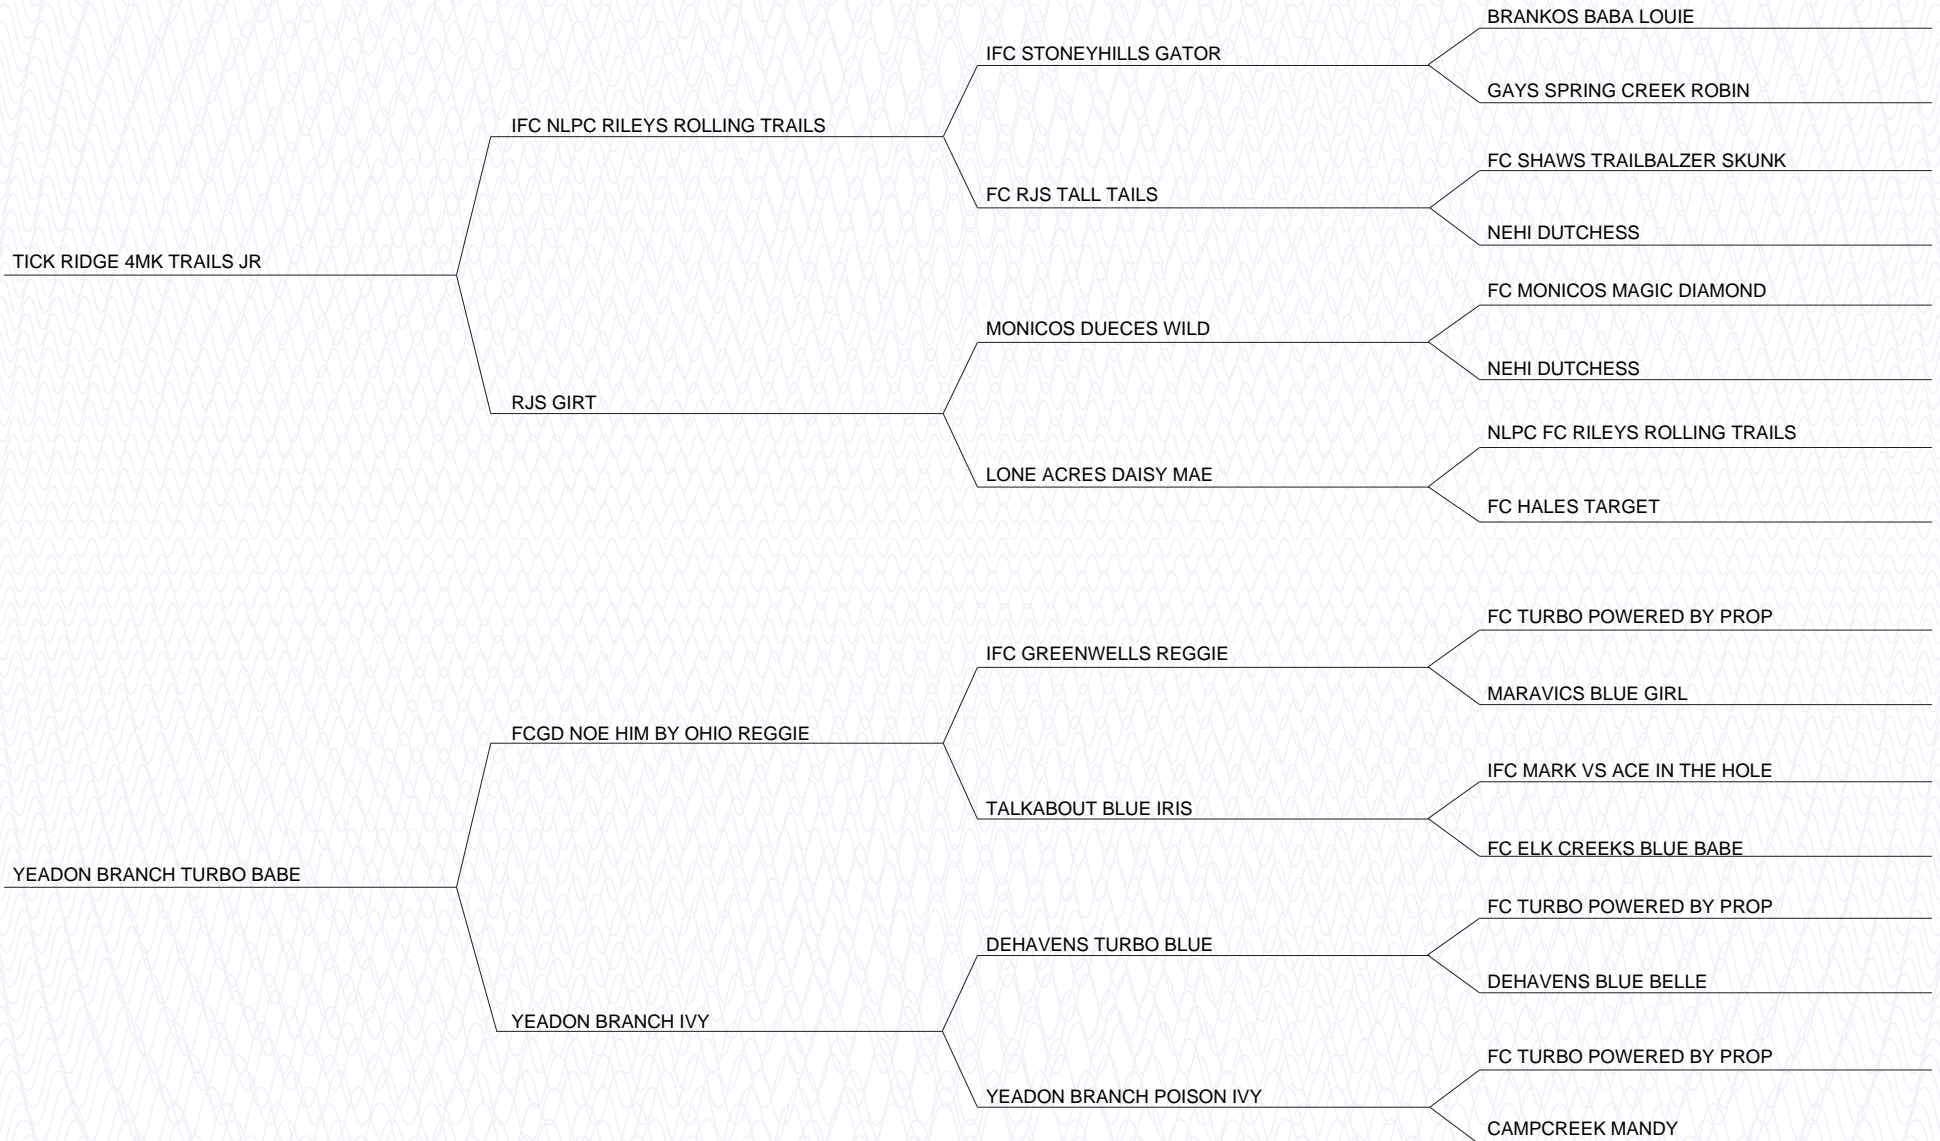 BRANKOS BABA LOUIE
IFC STONEYHILLS GATOR
GAYS SPRING CREEK ROBIN
IFC NLPC RILEYS ROLLING TRAILS
FC SHAWS TRAILBALZER SKUNK
FC RJS TALL TAILS
NEHI DUTCHESS
TICK RIDGE 4MK TRAILS JR
FC MONICOS MAGIC DIAMOND
MONICOS DUECES WILD
NEHI DUTCHESS
RJS GIRT
NLPC FC RILEYS ROLLING TRAILS
LONE ACRES DAISY MAE
FC HALES TARGET
FC TURBO POWERED BY PROP
IFC GREENWELLS REGGIE
MARAVICS BLUE GIRL
FCGD NOE HIM BY OHIO REGGIE
IFC MARK VS ACE IN THE HOLE
TALKABOUT BLUE IRIS
FC ELK CREEKS BLUE BABE
YEADON BRANCH TURBO BABE
FC TURBO POWERED BY PROP
DEHAVENS TURBO BLUE
DEHAVENS BLUE BELLE
YEADON BRANCH IVY
FC TURBO POWERED BY PROP
YEADON BRANCH POISON IVY
CAMPCREEK MANDY